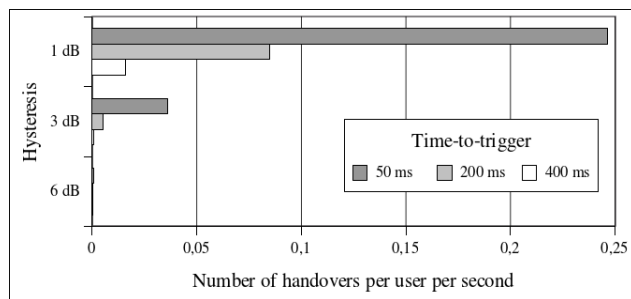 Hysteresis
1 dB
3 dB
6 dB
Time-to-trigger
50 ms 200 ms 400 ms
0 0,05 0,1 0,15 0,2 0,25
Number of handovers per user per second